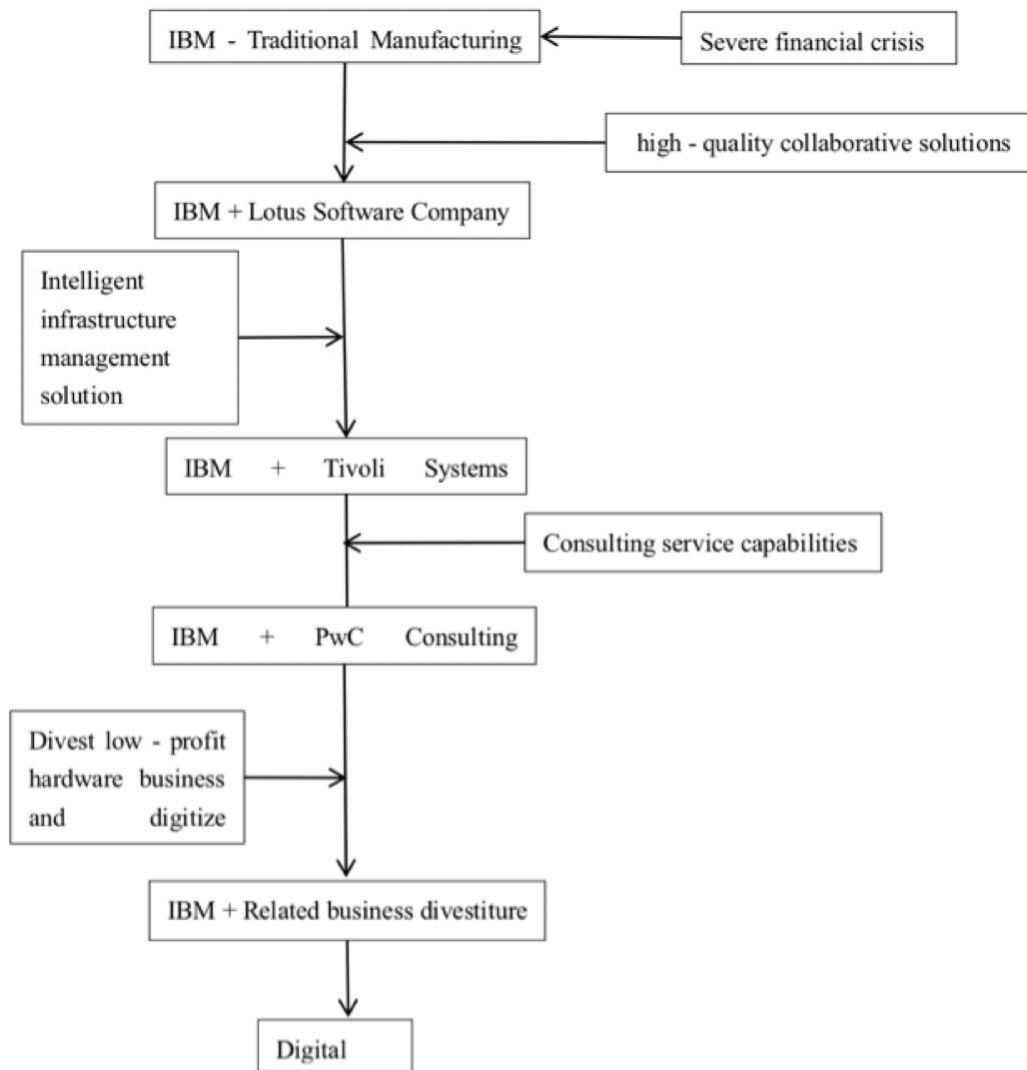 IBM - Traditional Manufacturing
Severe financial crisis
high - quality collaborative solutions
IBM + Lotus Software Company
Intelligent
infrastructure
management
solution
IBM + Tivoli Systems
Consulting service capabilities
IBM + PwC Consulting
Divest low - profit
hardware business
and digitize
IBM + Related business divestiture
Digital